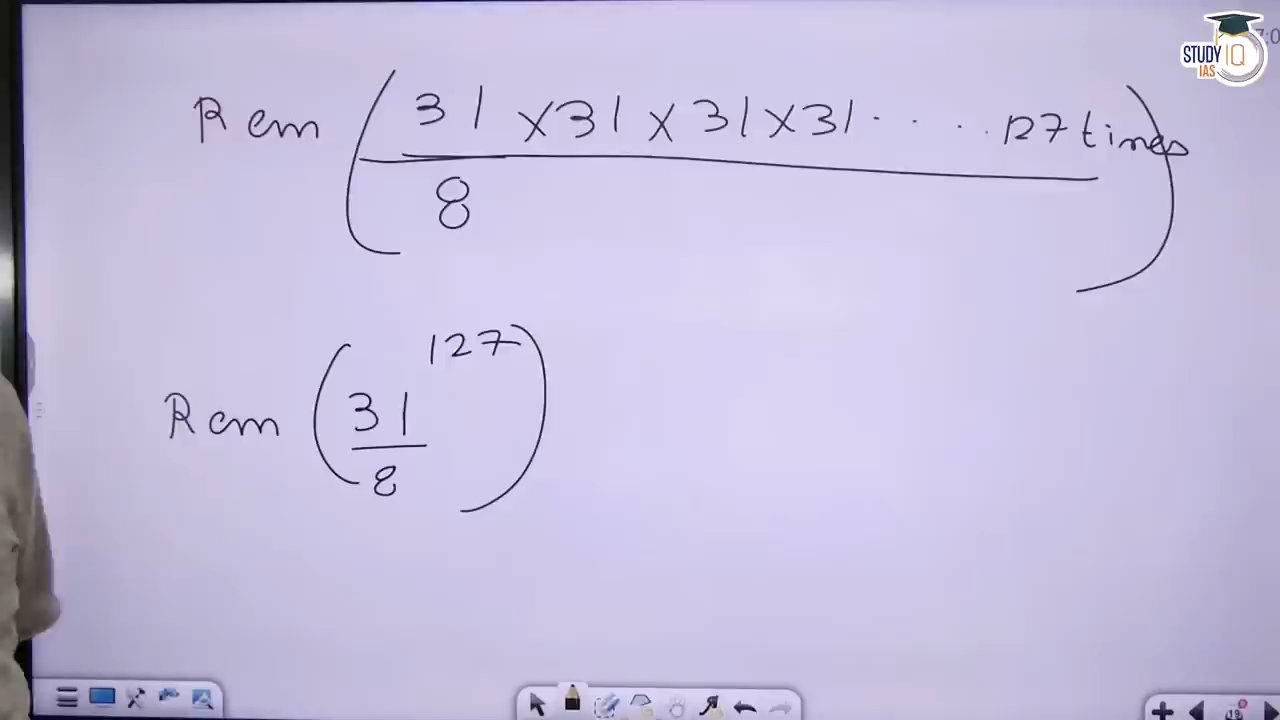 STUDY IQ
IAS
Rem ( 31 × 31 × 31 × 31 . . . . . . 127 times )
8
Rem ( 31^127 )
8